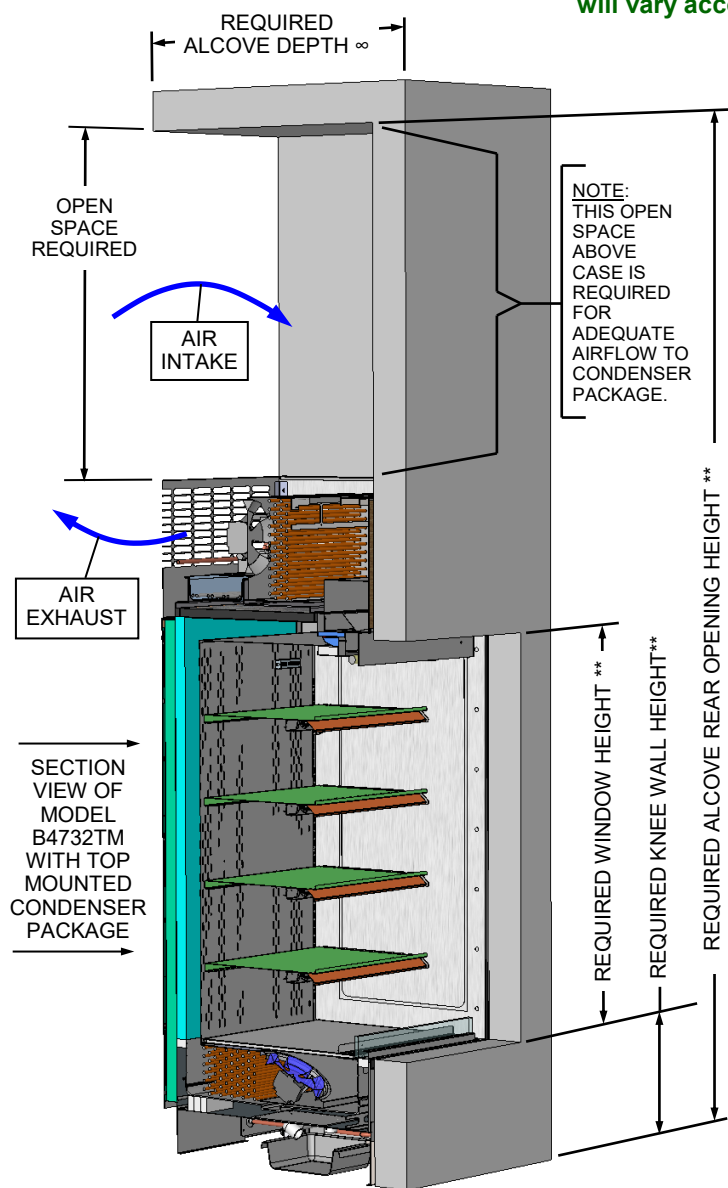 will vary acco
REQUIRED
ALCOVE DEPTH ∞
OPEN
SPACE
REQUIRED
NOTE:
THIS OPEN
SPACE
ABOVE
CASE IS
REQUIRED
FOR
ADEQUATE
AIRFLOW TO
CONDENSER
PACKAGE.
AIR
INTAKE
AIR
EXHAUST
SECTION
VIEW OF
MODEL
B4732TM
WITH TOP
MOUNTED
CONDENSER
PACKAGE
REQUIRED WINDOW HEIGHT **
REQUIRED KNEE WALL HEIGHT**
REQUIRED ALCOVE REAR OPENING HEIGHT **